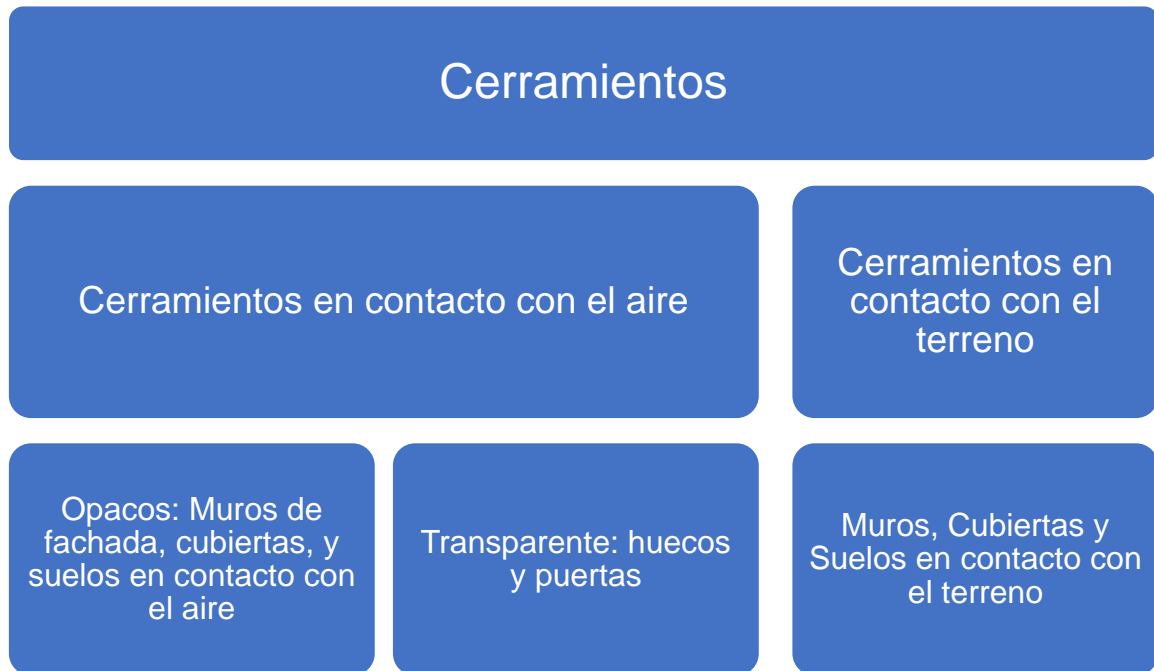 Cerramientos
Cerramientos en contacto con el aire
Cerramientos en
contacto con el
terreno
Opacos: Muros de
fachada, cubiertas, y
suelos en contacto con
el aire
Transparente: huecos
y puertas
Muros, Cubiertas y
Suelos en contacto con
el terreno